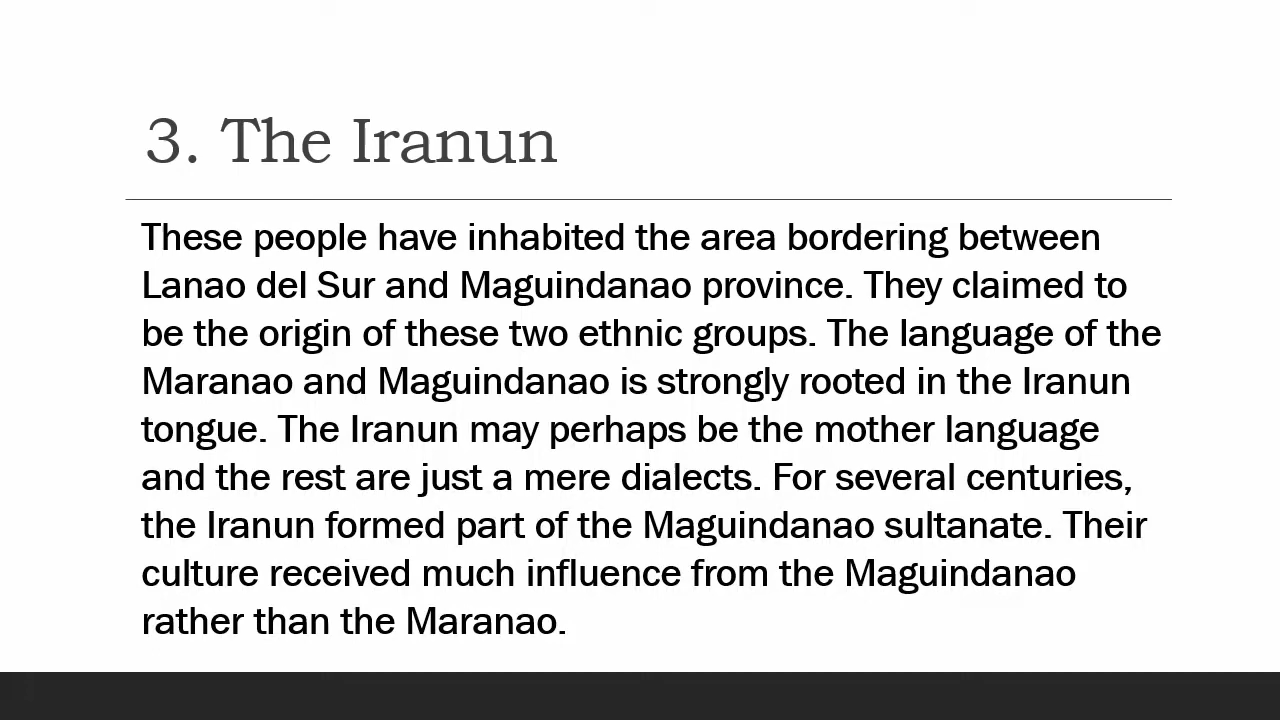 3. The Iranun
These people have inhabited the area bordering between
Lanao del Sur and Maguindanao province. They claimed to
be the origin of these two ethnic groups. The language of the
Maranao and Maguindanao is strongly rooted in the Iranun
tongue. The Iranun may perhaps be the mother language
and the rest are just a mere dialects. For several centuries,
the Iranun formed part of the Maguindanao sultanate. Their
culture received much influence from the Maguindanao
rather than the Maranao.